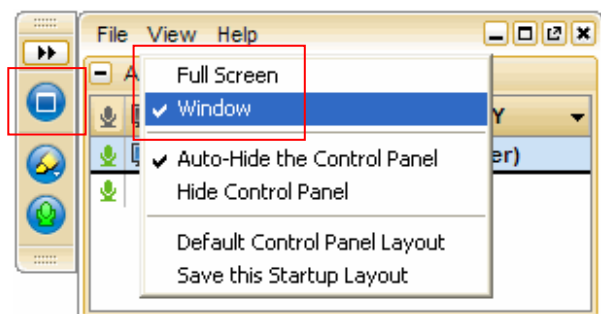 File View Help
A
Full Screen
Window
Y
Auto-Hide the Control Panel
er)
Hide Control Panel
Default Control Panel Layout
Save this Startup Layout